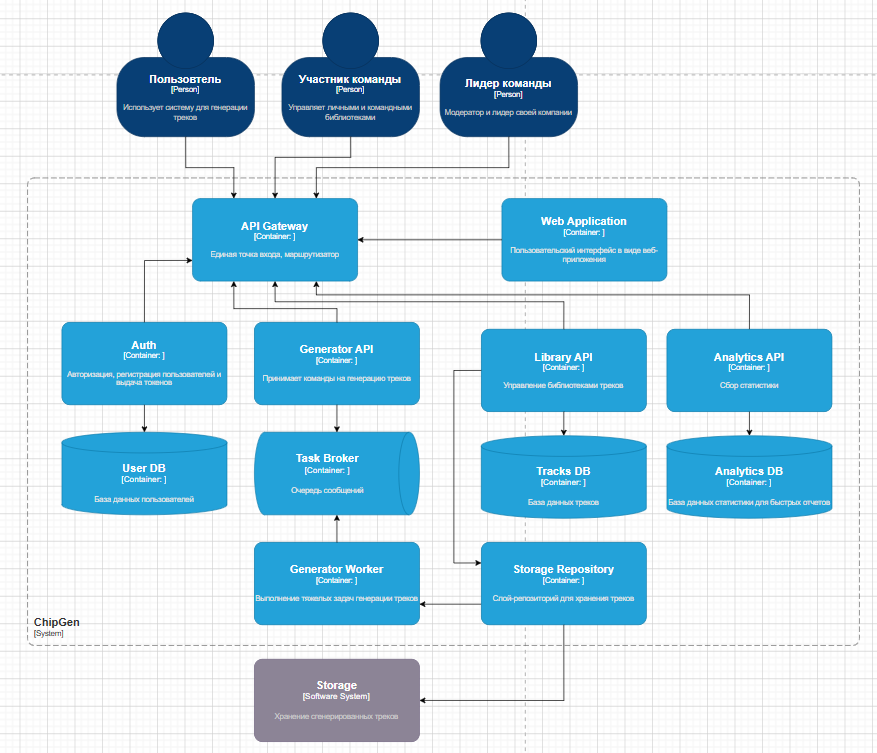 Пользовтель
[Person]
Использует систему для генерации
треков
Участник команды
[Person]
Управляет личными и командными
библиотеками
Лидер команды
[Person]
Модератор и лидер своей компании
API Gateway
[Container: ]
Единая точка входа, маршрутизатор
Web Application
[Container: ]
Пользовательский интерфейс в виде веб-
приложения
Auth
[Container: ]
Авторизация, регистрация пользователей и
выдача токенов
Generator API
[Container: ]
Принимает команды на генерацию треков
Library API
[Container: ]
Управление библиотеками треков
Analytics API
[Container: ]
Сбор статистики
User DB
[Container: ]
База данных пользователей
Task Broker
[Container: ]
Очередь сообщений
Tracks DB
[Container: ]
База данных треков
Analytics DB
[Container: ]
База данных статистики для быстрых отчетов
Generator Worker
[Container: ]
Выполнение тяжелых задач генерации треков
Storage Repository
[Container: ]
Слой-репозиторий для хранения треков
ChipGen
[System]
Storage
[Software System]
Хранение сгенерированных треков